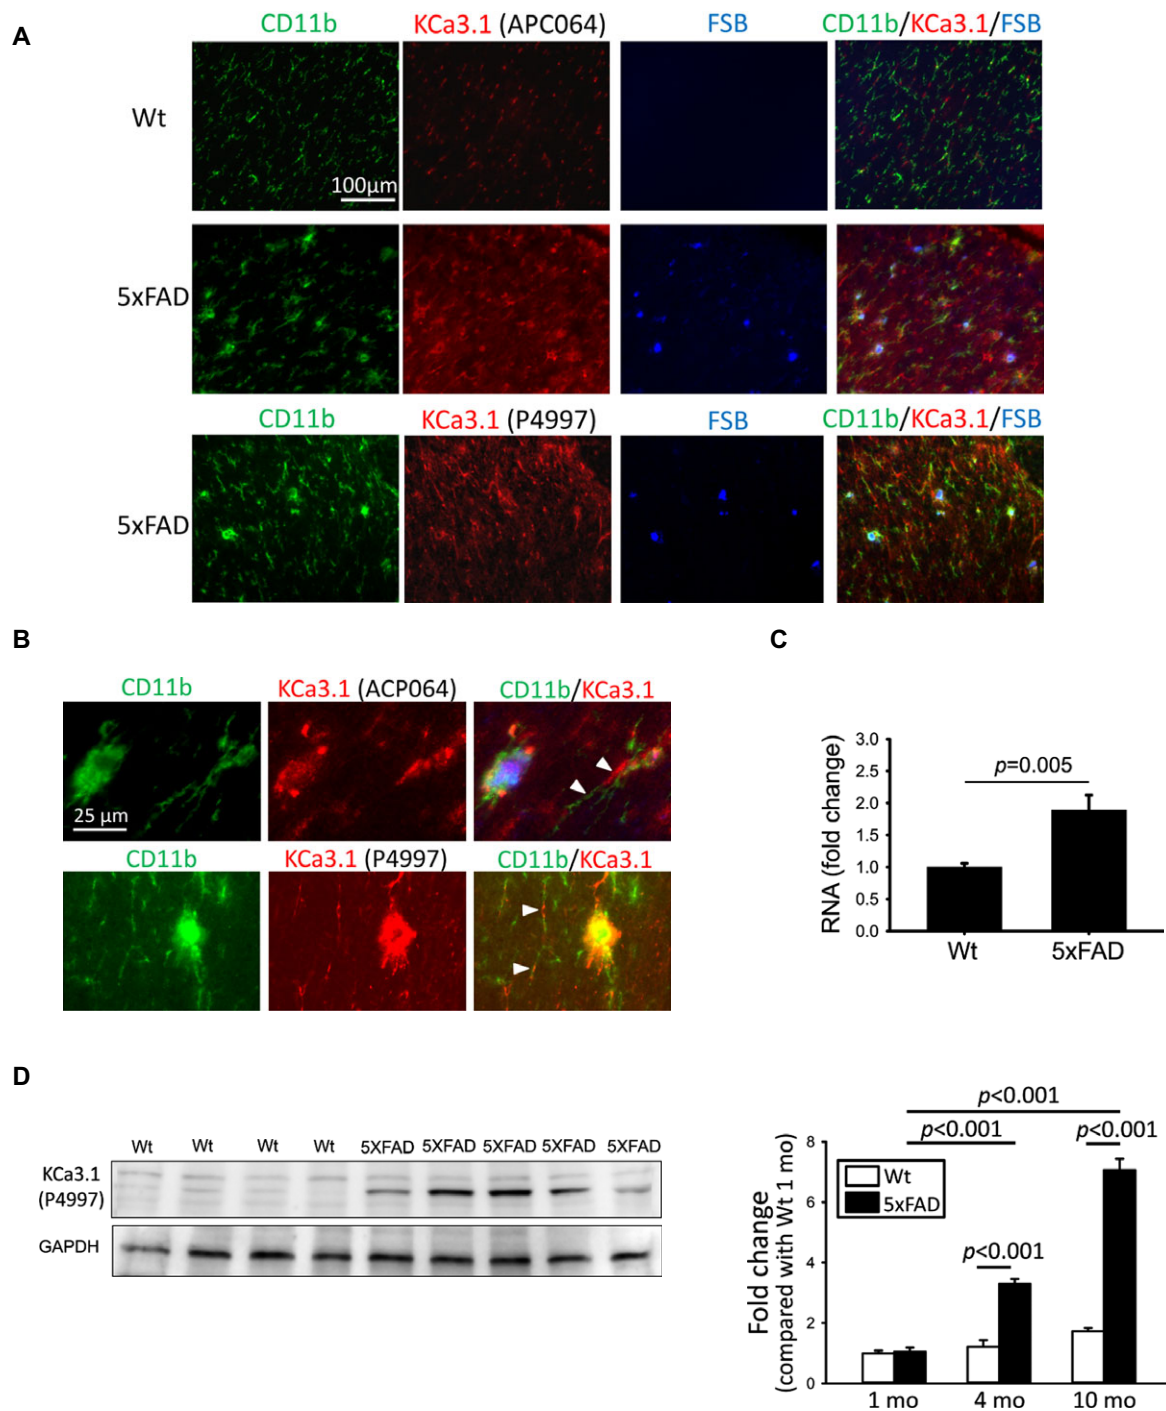 A
CD11b KCa3.1 (APC064) FSB CD11b/KCa3.1/FSB
Wt
100µm
5xFAD
CD11b KCa3.1 (P4997) FSB CD11b/KCa3.1/FSB
5xFAD
B
CD11b KCa3.1 (ACP064) CD11b/KCa3.1
25 µm
CD11b KCa3.1 (P4997) CD11b/KCa3.1
C
RNA (fold change)
3.0
2.5
2.0
1.5
1.0
0.5
0.0
p=0.005
Wt 5xFAD
D
Wt Wt Wt Wt 5XFAD 5XFAD 5XFAD 5XFAD 5XFAD
KCa3.1
(P4997)
GAPDH
Fold change
(compared with Wt 1 mo)
8
6
4
2
0
p<0.001
p<0.001 p<0.001
Wt
5xFAD
p<0.001
1 mo 4 mo 10 mo